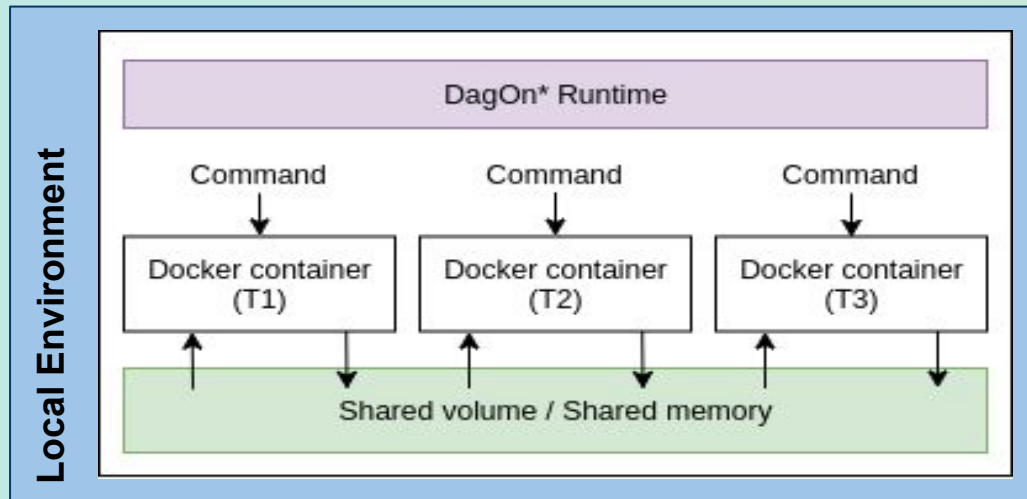 Local Environment
DagOn* Runtime
Command
Command
Command
Docker container
(T1)
Docker container
(T2)
Docker container
(T3)
Shared volume / Shared memory